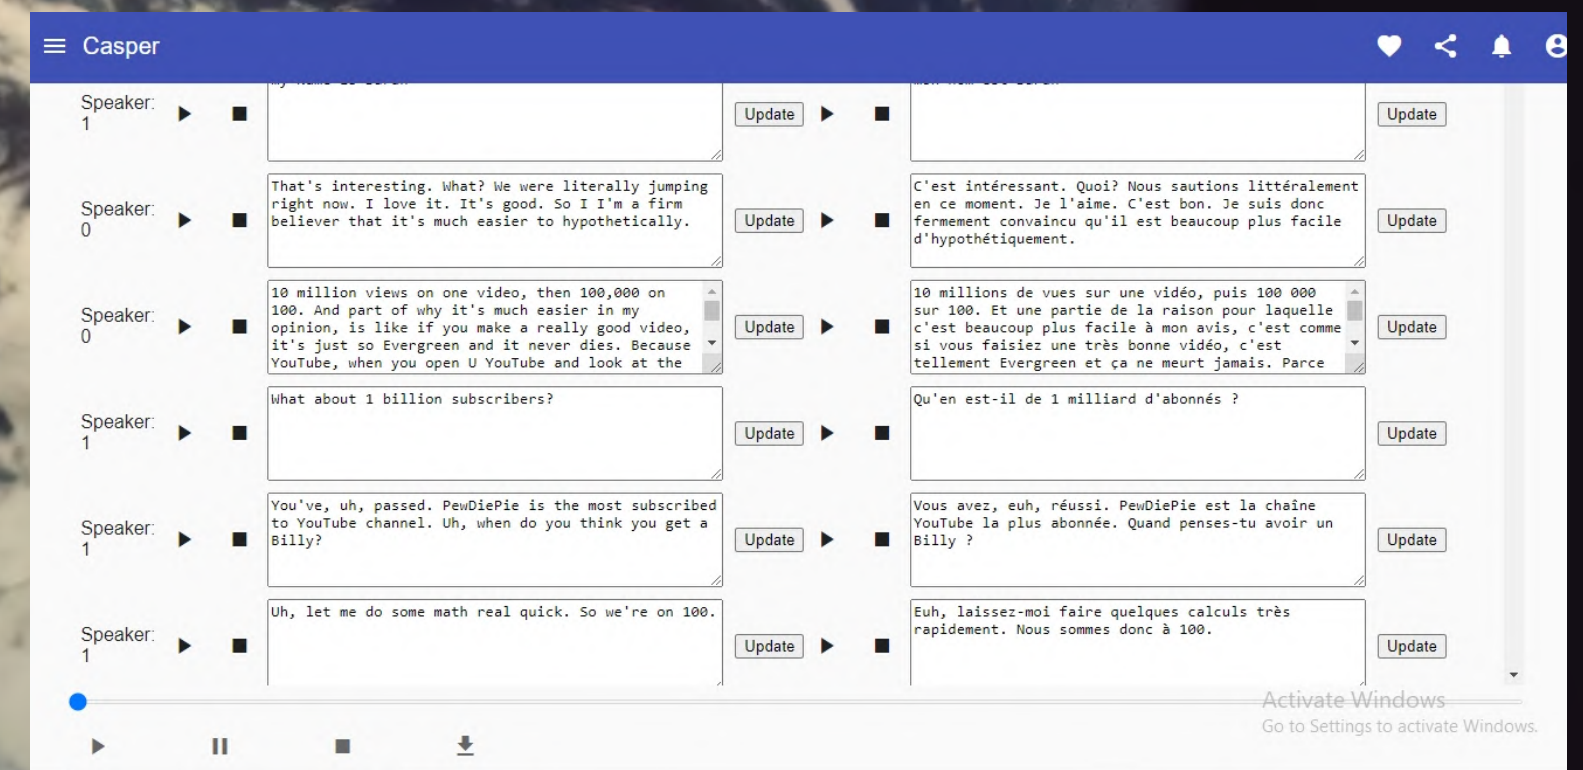 Casper
Speaker:
1
Update
Update
Speaker:
0
That's interesting. What? We were literally jumping
right now. I love it. It's good. So I I'm a firm
believer that it's much easier to hypothetically.
Update
C'est intéressant. Quoi? Nous sautions littéralement
en ce moment. Je l'aime. C'est bon. Je suis donc
fermement convaincu qu'il est beaucoup plus facile
d'hypothétiquement.
Update
Speaker:
0
10 million views on one video, then 100,000 on
100. And part of why it's much easier in my
opinion, is like if you make a really good video,
it's just so Evergreen and it never dies. Because
YouTube, when you open U YouTube and look at the
Update
10 millions de vues sur une vidéo, puis 100 000
sur 100. Et une partie de la raison pour laquelle
c'est beaucoup plus facile à mon avis, c'est comme
si vous faisiez une très bonne vidéo, c'est
tellement Evergreen et ça ne meurt jamais. Parce
Update
Speaker:
1
What about 1 billion subscribers?
Update
Qu'en est-il de 1 milliard d'abonnés ?
Update
Speaker:
1
You've, uh, passed. PewDiePie is the most subscribed
to YouTube channel. Uh, when do you think you get a
Billy?
Update
Vous avez, euh, réussi. PewDiePie est la chaîne
YouTube la plus abonnée. Quand penses-tu avoir un
Billy ?
Update
Speaker:
1
Uh, let me do some math real quick. So we're on 100.
Update
Euh, laissez-moi faire quelques calculs très
rapidement. Nous sommes donc à 100.
Update
Activate Windows
Go to Settings to activate Windows.